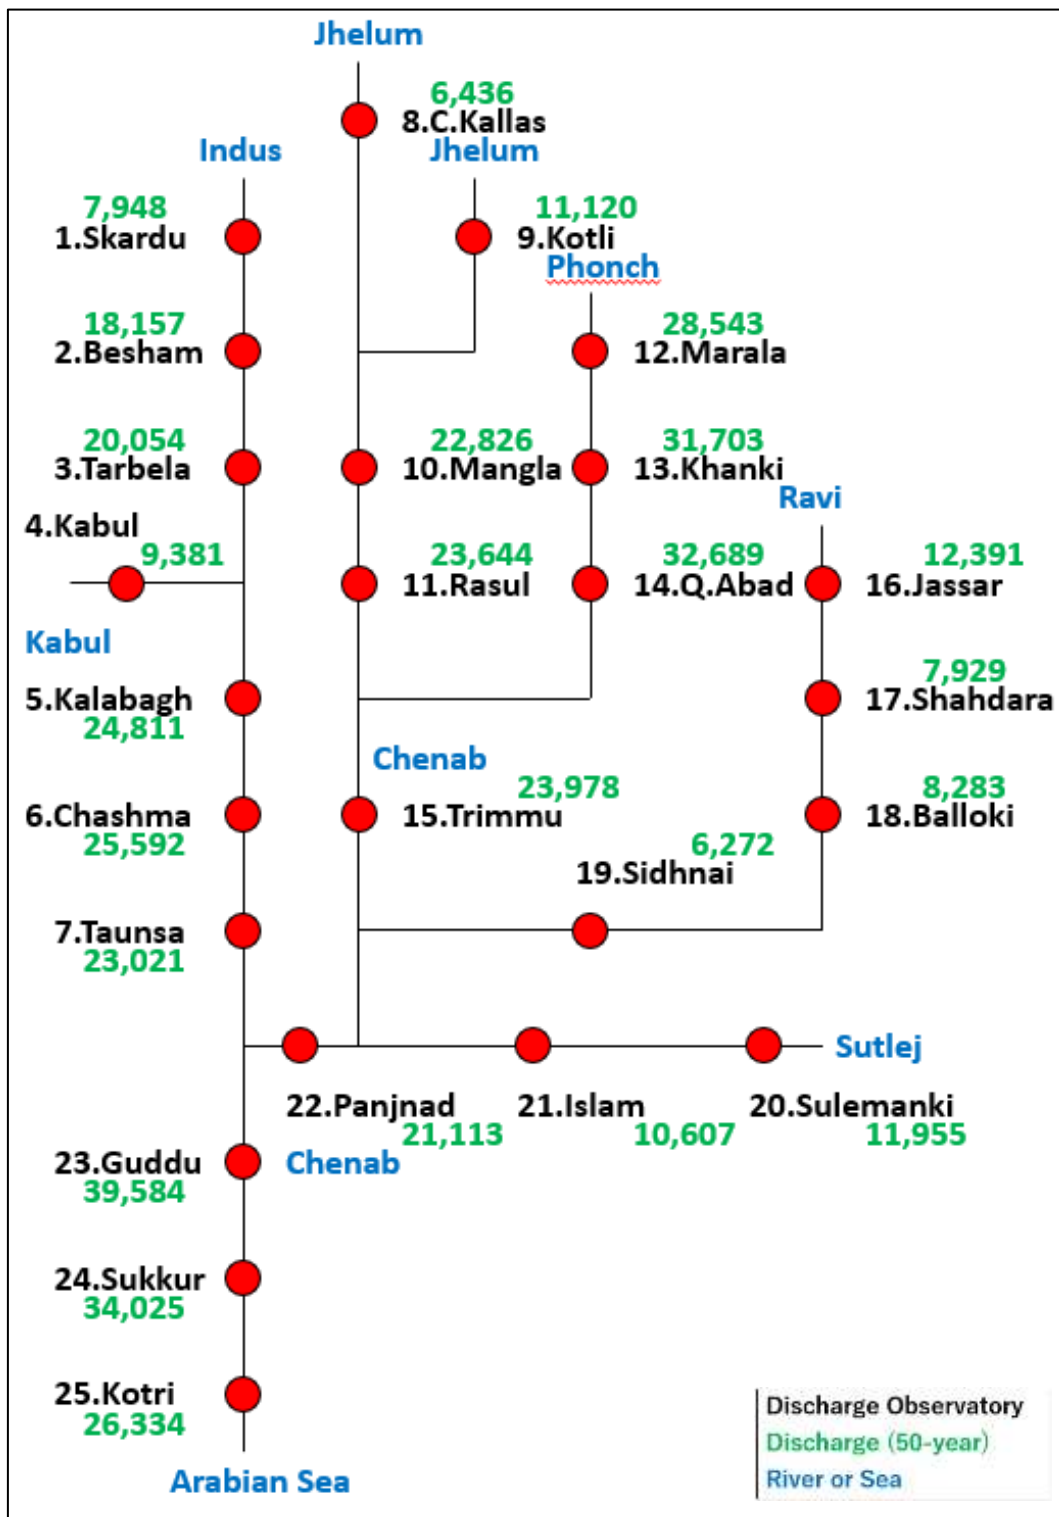 Jhelum
6,436
8.C.Kallas
Indus
Jhelum
7,948
1.Skardu
11,120
9.Kotli
Phonch
18,157
2.Besham
28,543
12.Marala
20,054
3.Tarbela
22,826
10.Mangla
31,703
13.Khanki
Ravi
4.Kabul
9,381
23,644
11.Rasul
32,689
14.Q.Abad
12,391
16.Jassar
Kabul
5.Kalabagh
24,811
7,929
17.Shahdara
Chenab
6.Chashma
25,592
23,978
15.Trimmu
8,283
18.Balloki
6,272
19.Sidhnai
7.Taunsa
23,021
Sutlej
22.Panjnad
21,113
21.Islam
10,607
20.Sulemanki
11,955
23.Guddu
39,584
Chenab
24.Sukkur
34,025
25.Kotri
26,334
Arabian Sea
Discharge Observatory
Discharge (50-year)
River or Sea